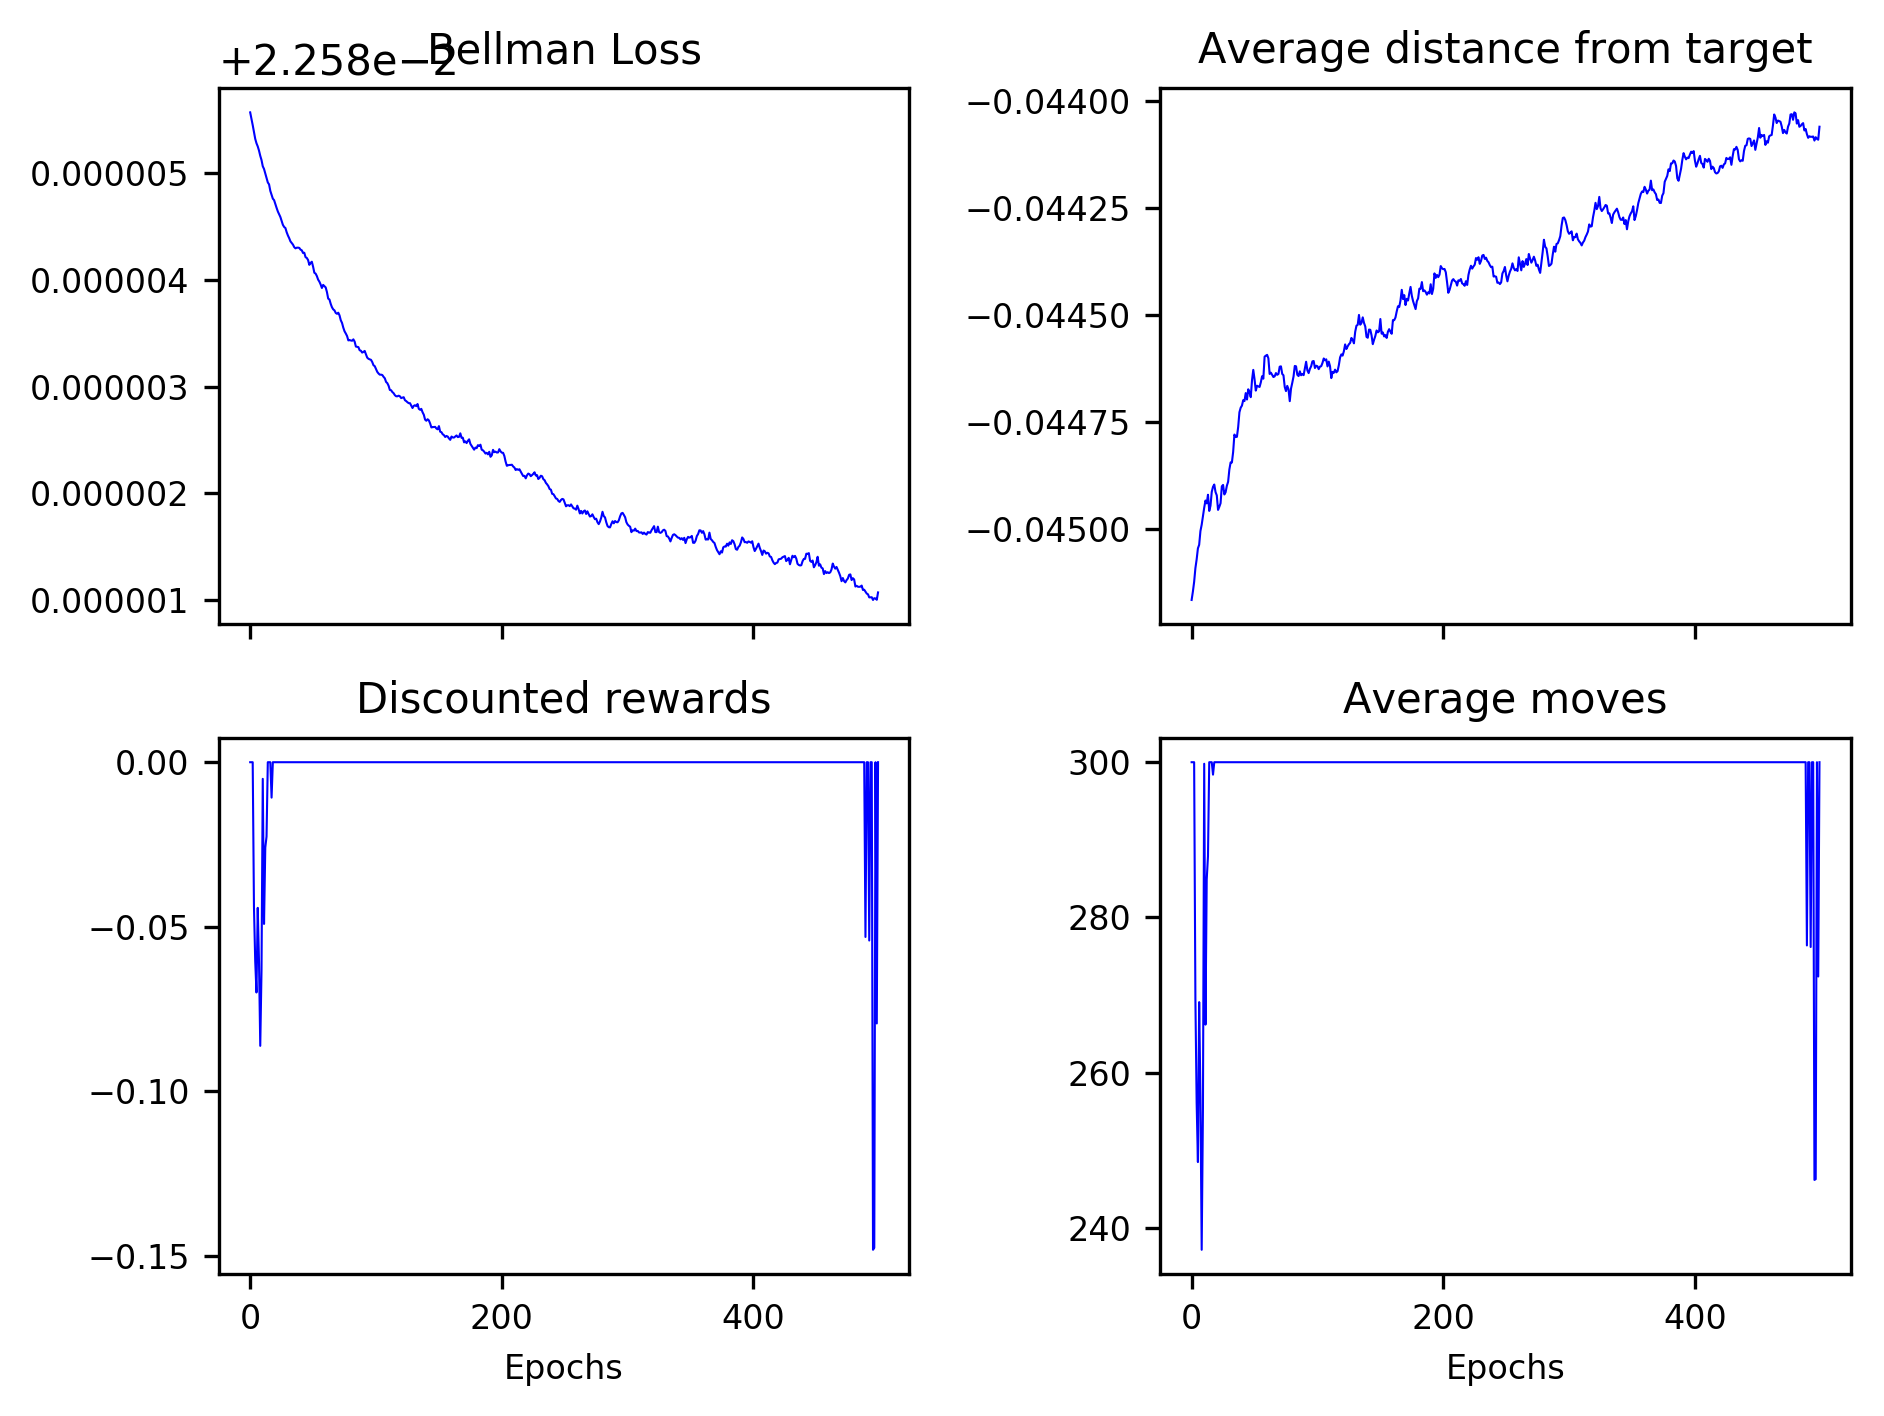 Bellman Loss
+2.258e−2
0.000005
0.000004
0.000003
0.000002
0.000001
Average distance from target
−0.04400
−0.04425
−0.04450
−0.04475
−0.04500
Discounted rewards
0.00
−0.05
−0.10
−0.15
0 200 400
Epochs
Average moves
300
280
260
240
0 200 400
Epochs